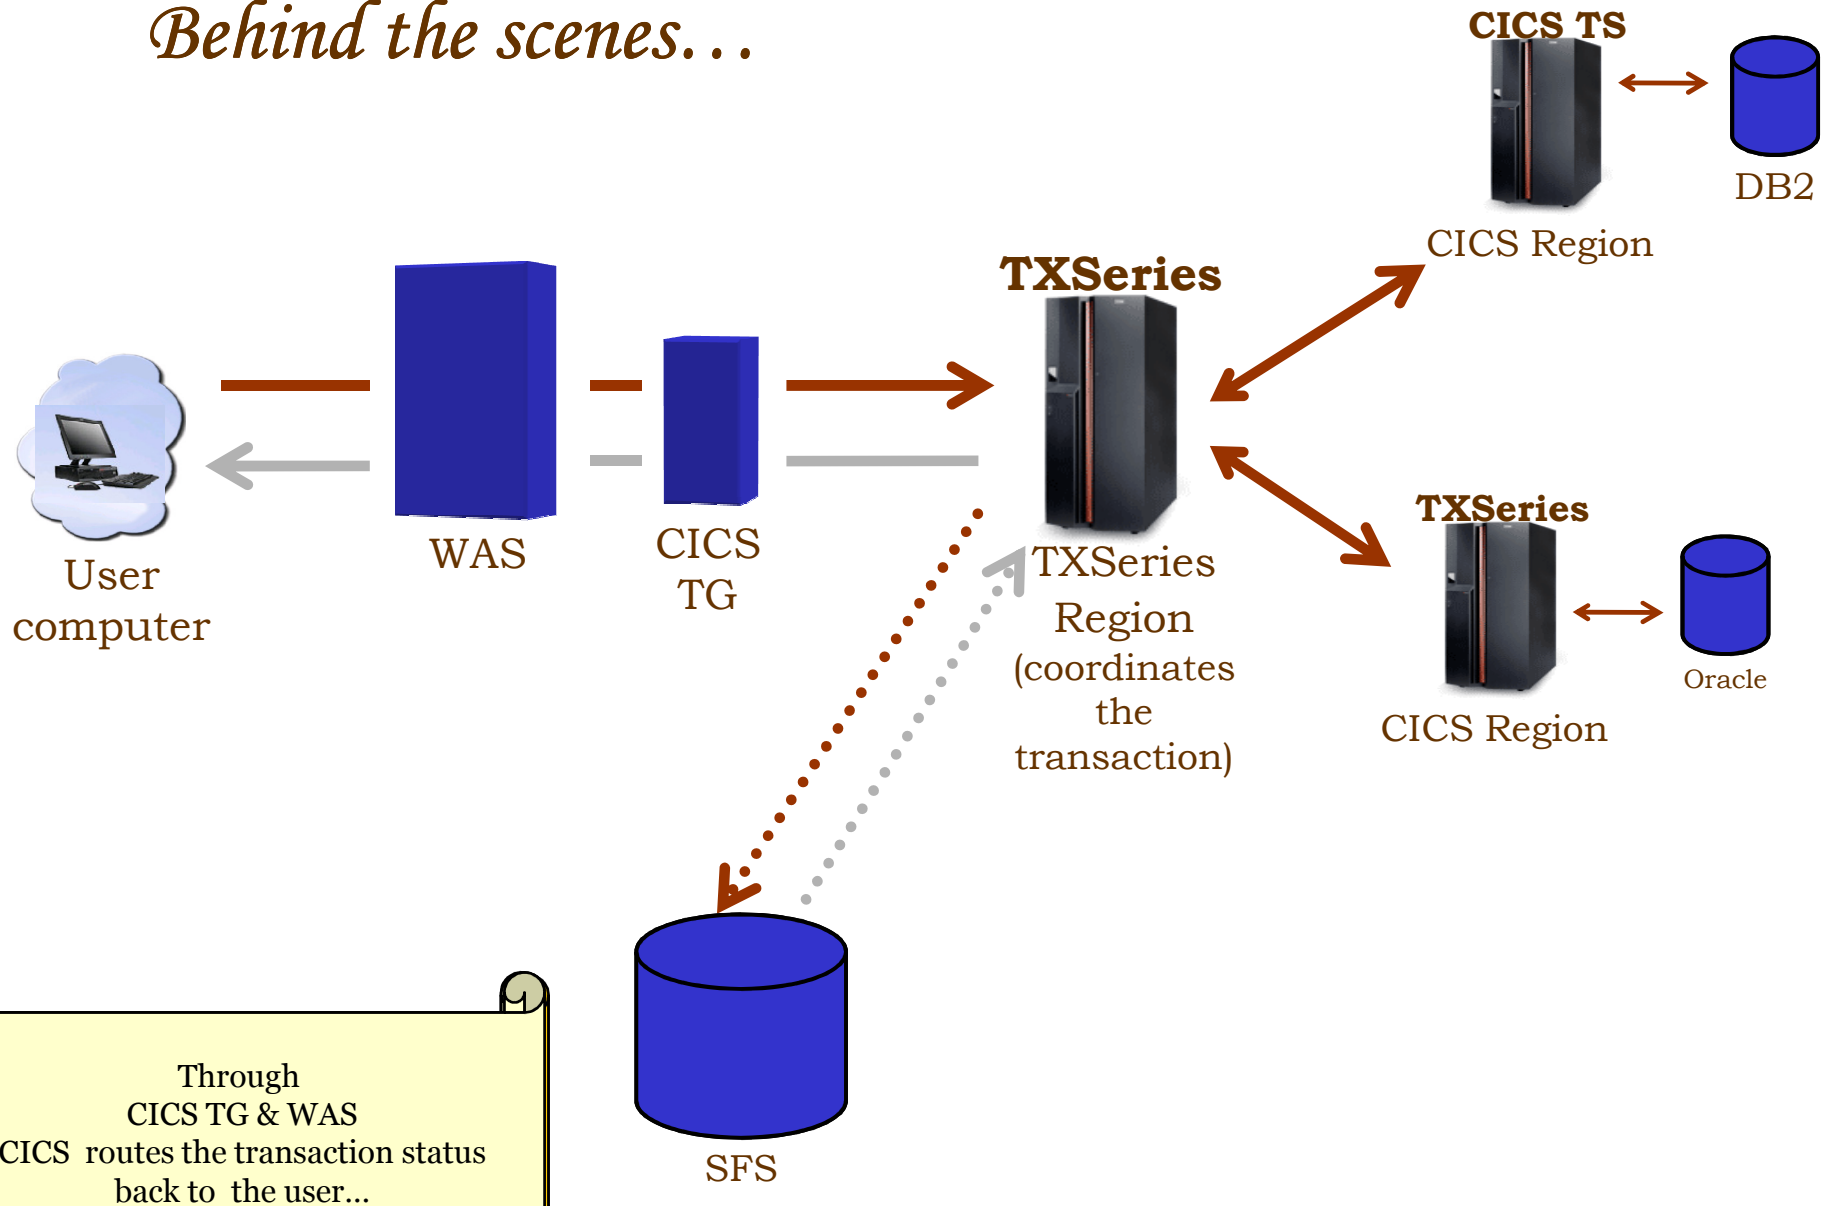 Behind the scenes…
CICS TS
DB2
CICS Region
TXSeries
WAS
CICS
TG
User
computer
TXSeries
Region
(coordinates
the
transaction)
TXSeries
Oracle
CICS Region
SFS
Through
CICS TG & WAS
CICS routes the transaction status
back to the user…